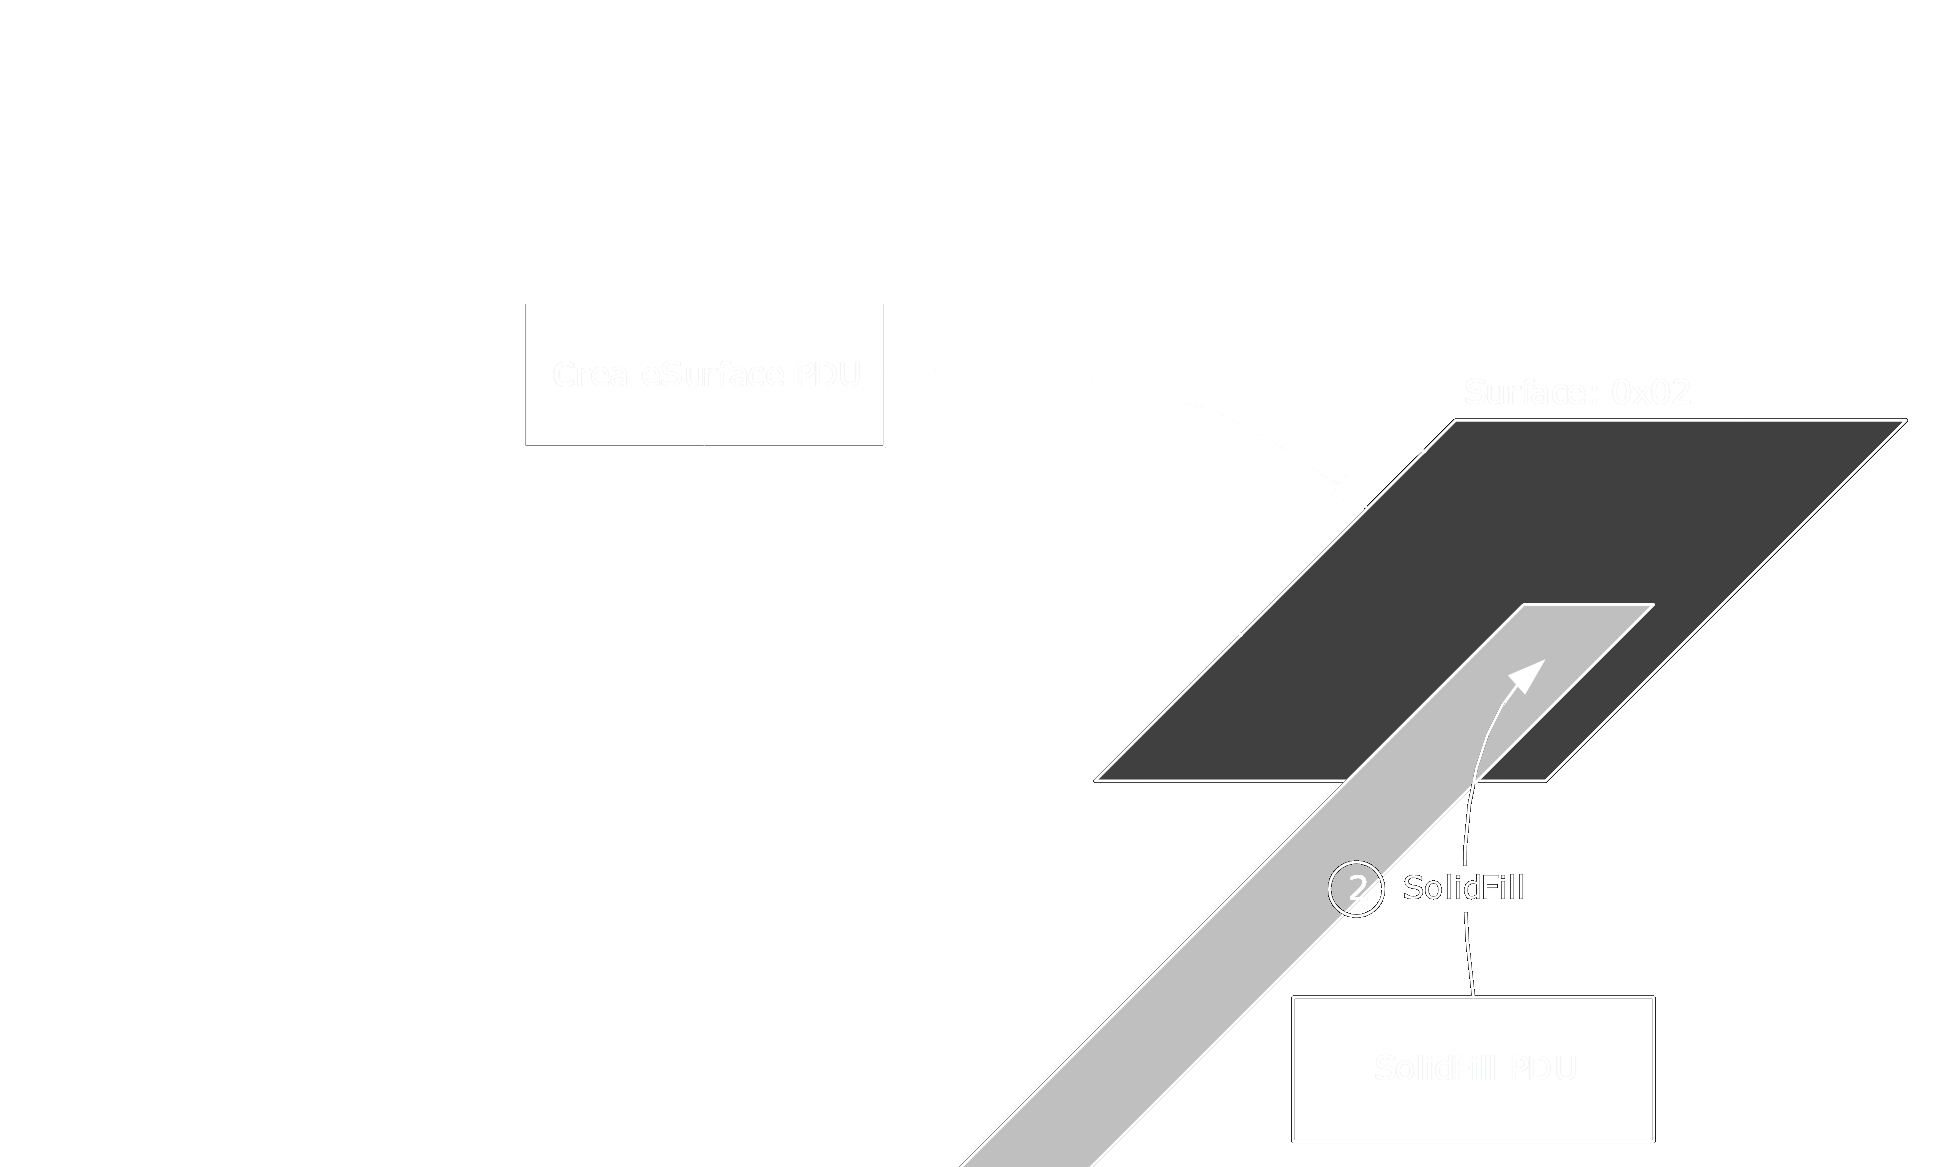 CreateSurface PDU
Surface: 0x02
2 SolidFill
SolidFill PDU